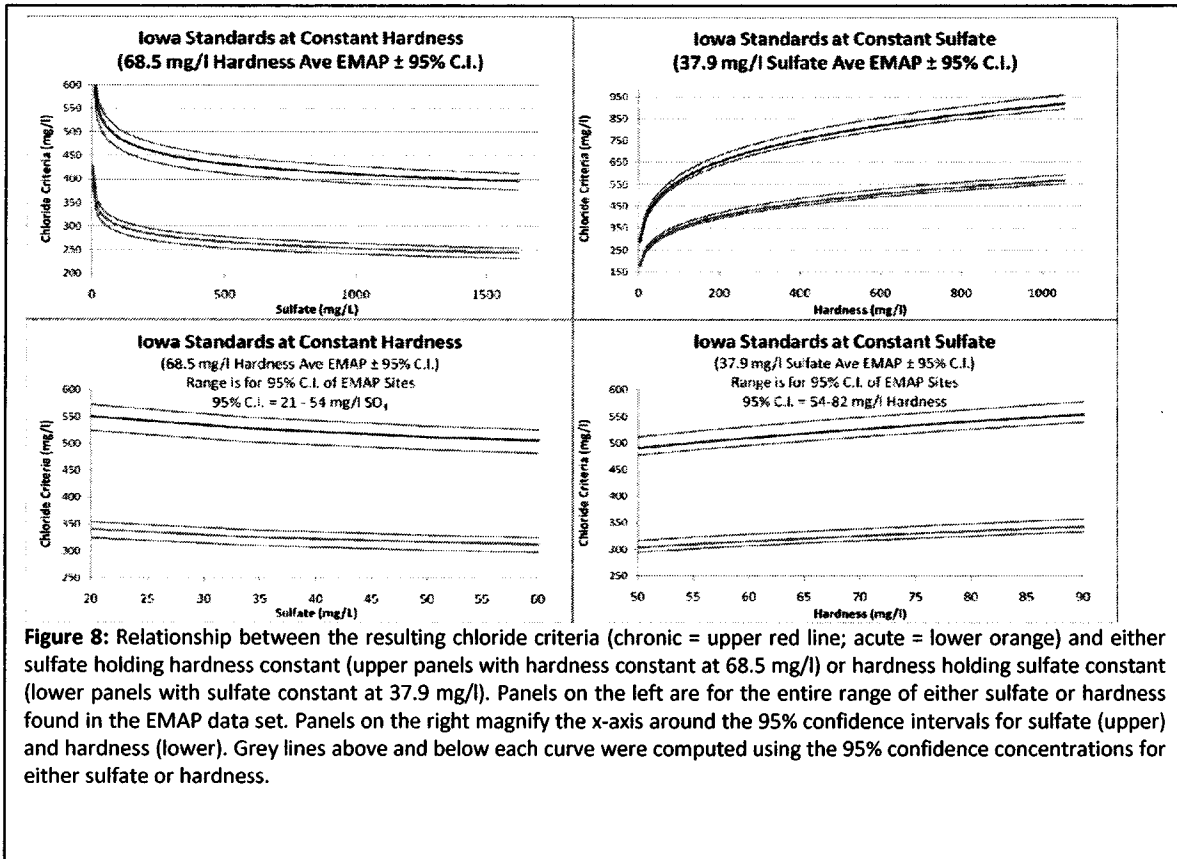 Iowa Standards at Constant Hardness
(68.5 mg/l Hardness Ave EMAP ± 95% C.I.)
Chloride Criteria (mg/l)
600
550
500
450
400
350
300
250
200
0
500
1000
1500
Sulfate (mg/L)
Iowa Standards at Constant Sulfate
(37.9 mg/l Sulfate Ave EMAP ± 95% C.I.)
Chloride Criteria (mg/l)
950
850
750
650
550
450
350
250
150
0
200
400
600
800
1000
Hardness (mg/l)
Iowa Standards at Constant Hardness
(68.5 mg/l Hardness Ave EMAP ± 95% C.I.)
Range is for 95% C.I. of EMAP Sites
95% C.I. = 21 - 54 mg/l SO₄
Chloride Criteria (mg/l)
600
550
500
450
400
350
300
250
20
25
30
35
40
45
50
55
60
Sulfate (mg/L)
Iowa Standards at Constant Sulfate
(37.9 mg/l Sulfate Ave EMAP ± 95% C.I.)
Range is for 95% C.I. of EMAP Sites
95% C.I. = 54-82 mg/l Hardness
Chloride Criteria (mg/l)
600
550
500
450
400
350
300
250
50
55
60
65
70
75
80
85
90
Hardness (mg/l)
Figure 8: Relationship between the resulting chloride criteria (chronic = upper red line; acute = lower orange) and either
sulfate holding hardness constant (upper panels with hardness constant at 68.5 mg/l) or hardness holding sulfate constant
(lower panels with sulfate constant at 37.9 mg/l). Panels on the left are for the entire range of either sulfate or hardness
found in the EMAP data set. Panels on the right magnify the x-axis around the 95% confidence intervals for sulfate (upper)
and hardness (lower). Grey lines above and below each curve were computed using the 95% confidence concentrations for
either sulfate or hardness.